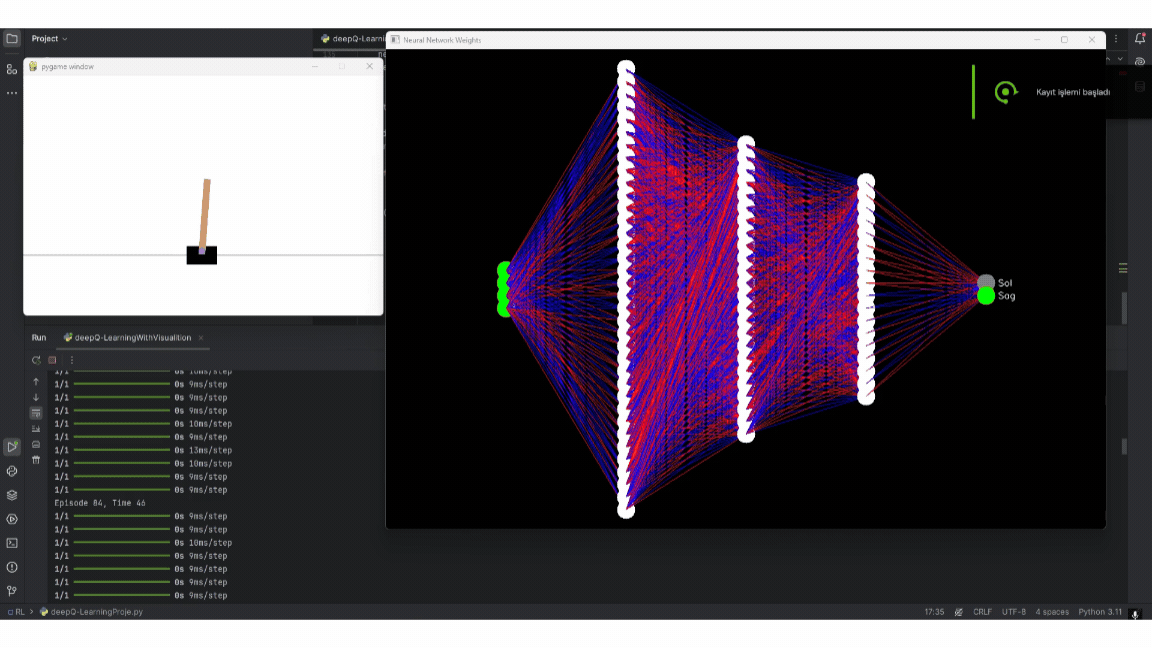 Project
deepQ-Learni
pygame window
Neural Network Weights
Kayıt işlemi başladı
Sol
Sag
Run
deepQ-LearningWithVisualition
1/1 0s 10ms/step
1/1 0s 9ms/step
1/1 0s 9ms/step
1/1 0s 9ms/step
1/1 0s 10ms/step
1/1 0s 9ms/step
1/1 0s 13ms/step
1/1 0s 10ms/step
1/1 0s 9ms/step
1/1 0s 9ms/step
Episode 84, Time 46
1/1 0s 9ms/step
1/1 0s 9ms/step
1/1 0s 10ms/step
1/1 0s 9ms/step
1/1 0s 9ms/step
1/1 0s 9ms/step
1/1 0s 9ms/step
RL > deepQ-LearningProje.py
17:35 CRLF UTF-8 4 spaces Python 3.11